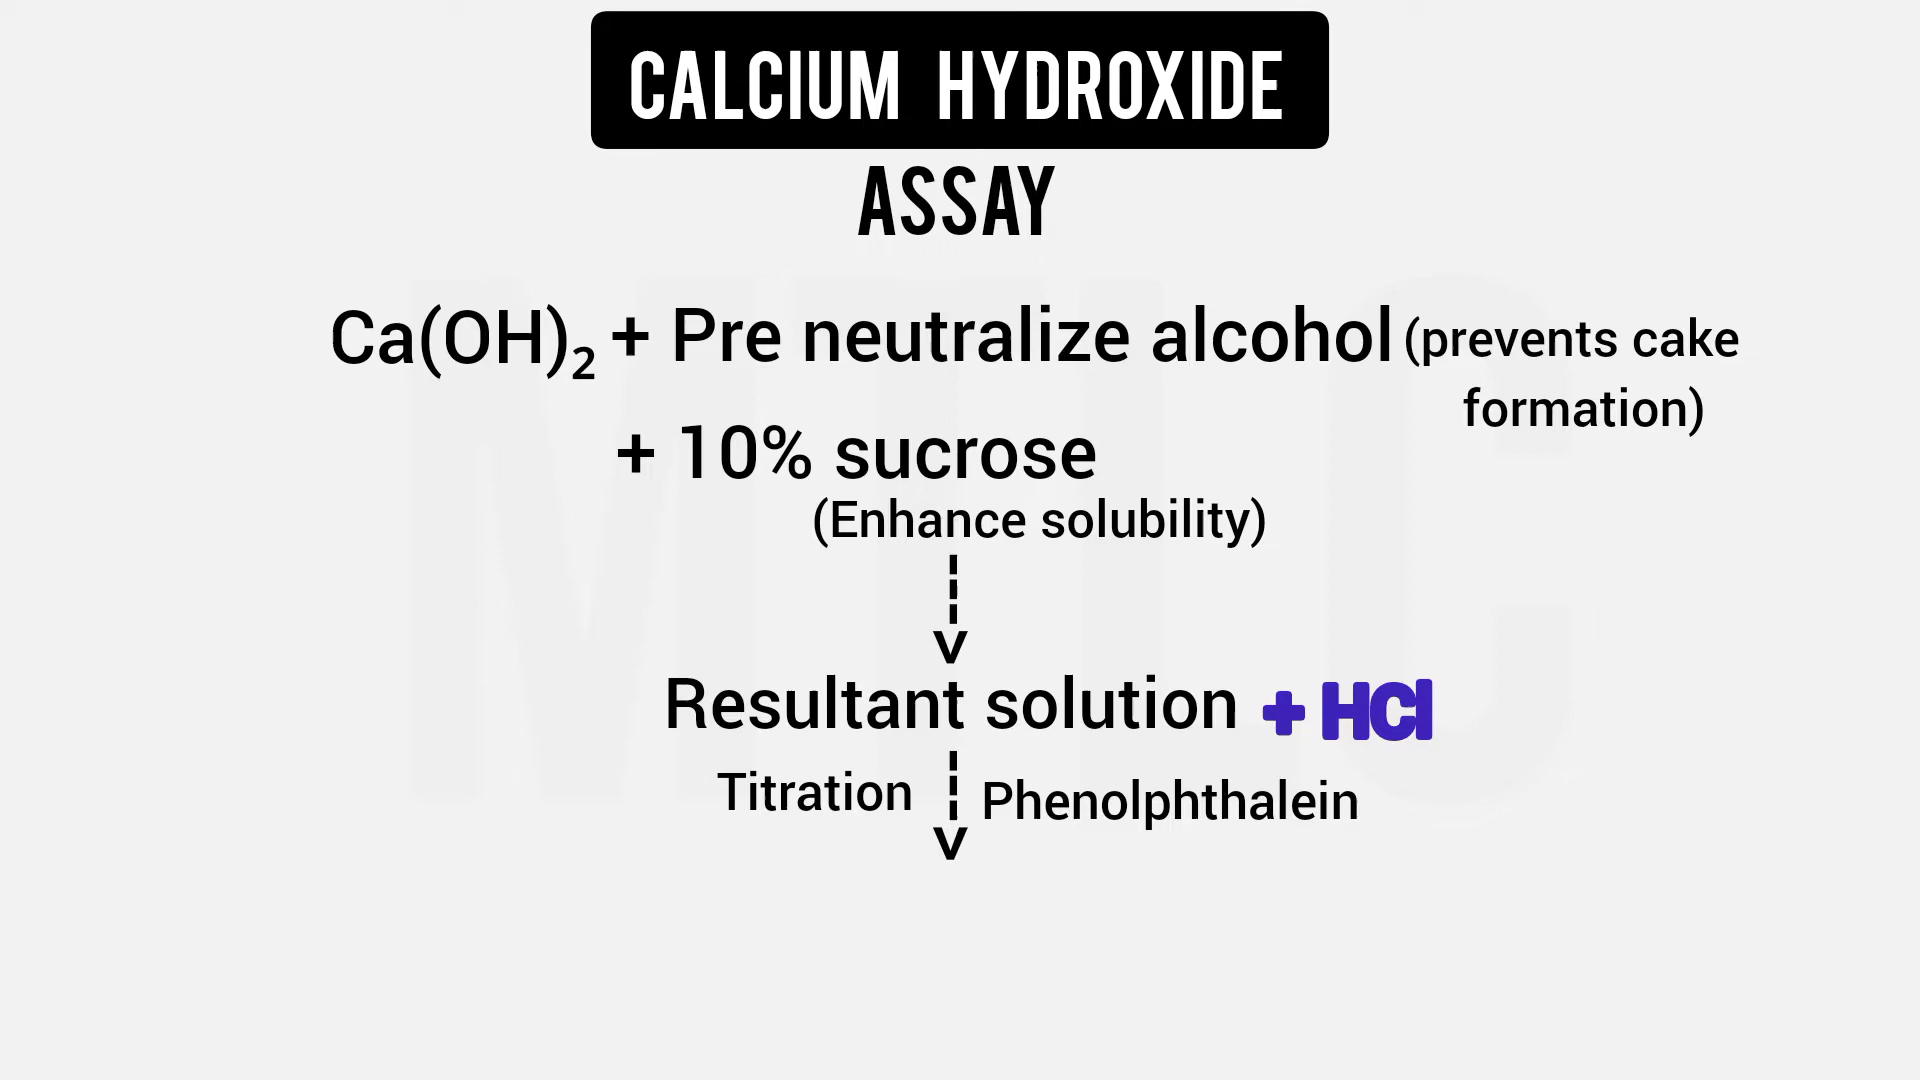 CALCIUM HYDROXIDE
ASSAY
Ca(OH)₂ + Pre neutralize alcohol (prevents cake
formation)
+ 10% sucrose
(Enhance solubility)
Resultant solution + HCl
Titration Phenolphthalein